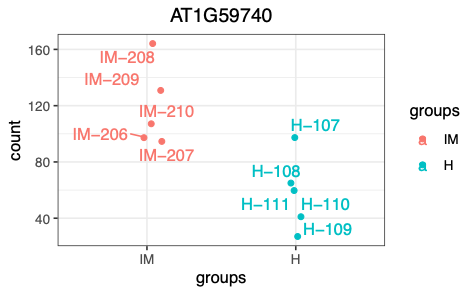 AT1G59740
count
160
120
80
40
IM−208
IM−209
IM−210
IM−206
IM−207
H−107
H−108
H−111
H−110
H−109
IM
H
groups
groups
a IM
a H